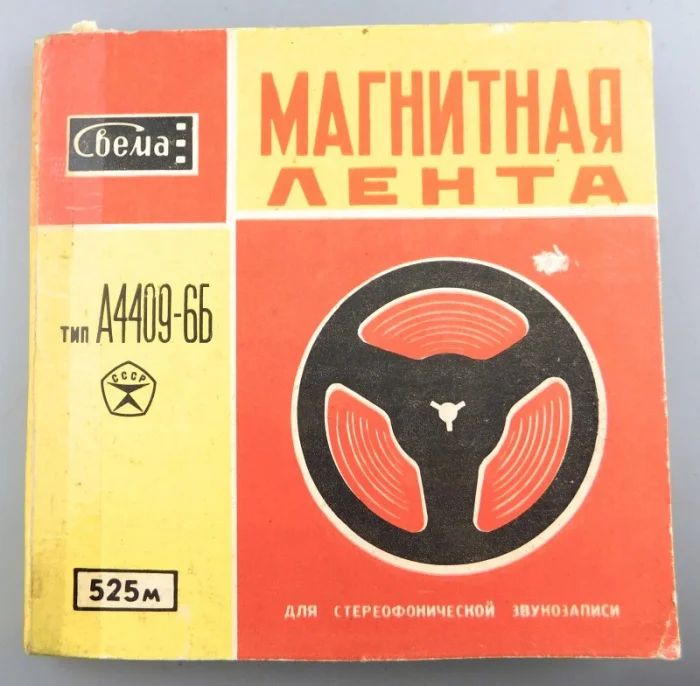 Свема
МАГНИТНАЯ
ЛЕНТА
тип А4409-6Б
СССР
525м
ДЛЯ СТЕРЕОФОНИЧЕСКОЙ ЗВУКОЗАПИСИ